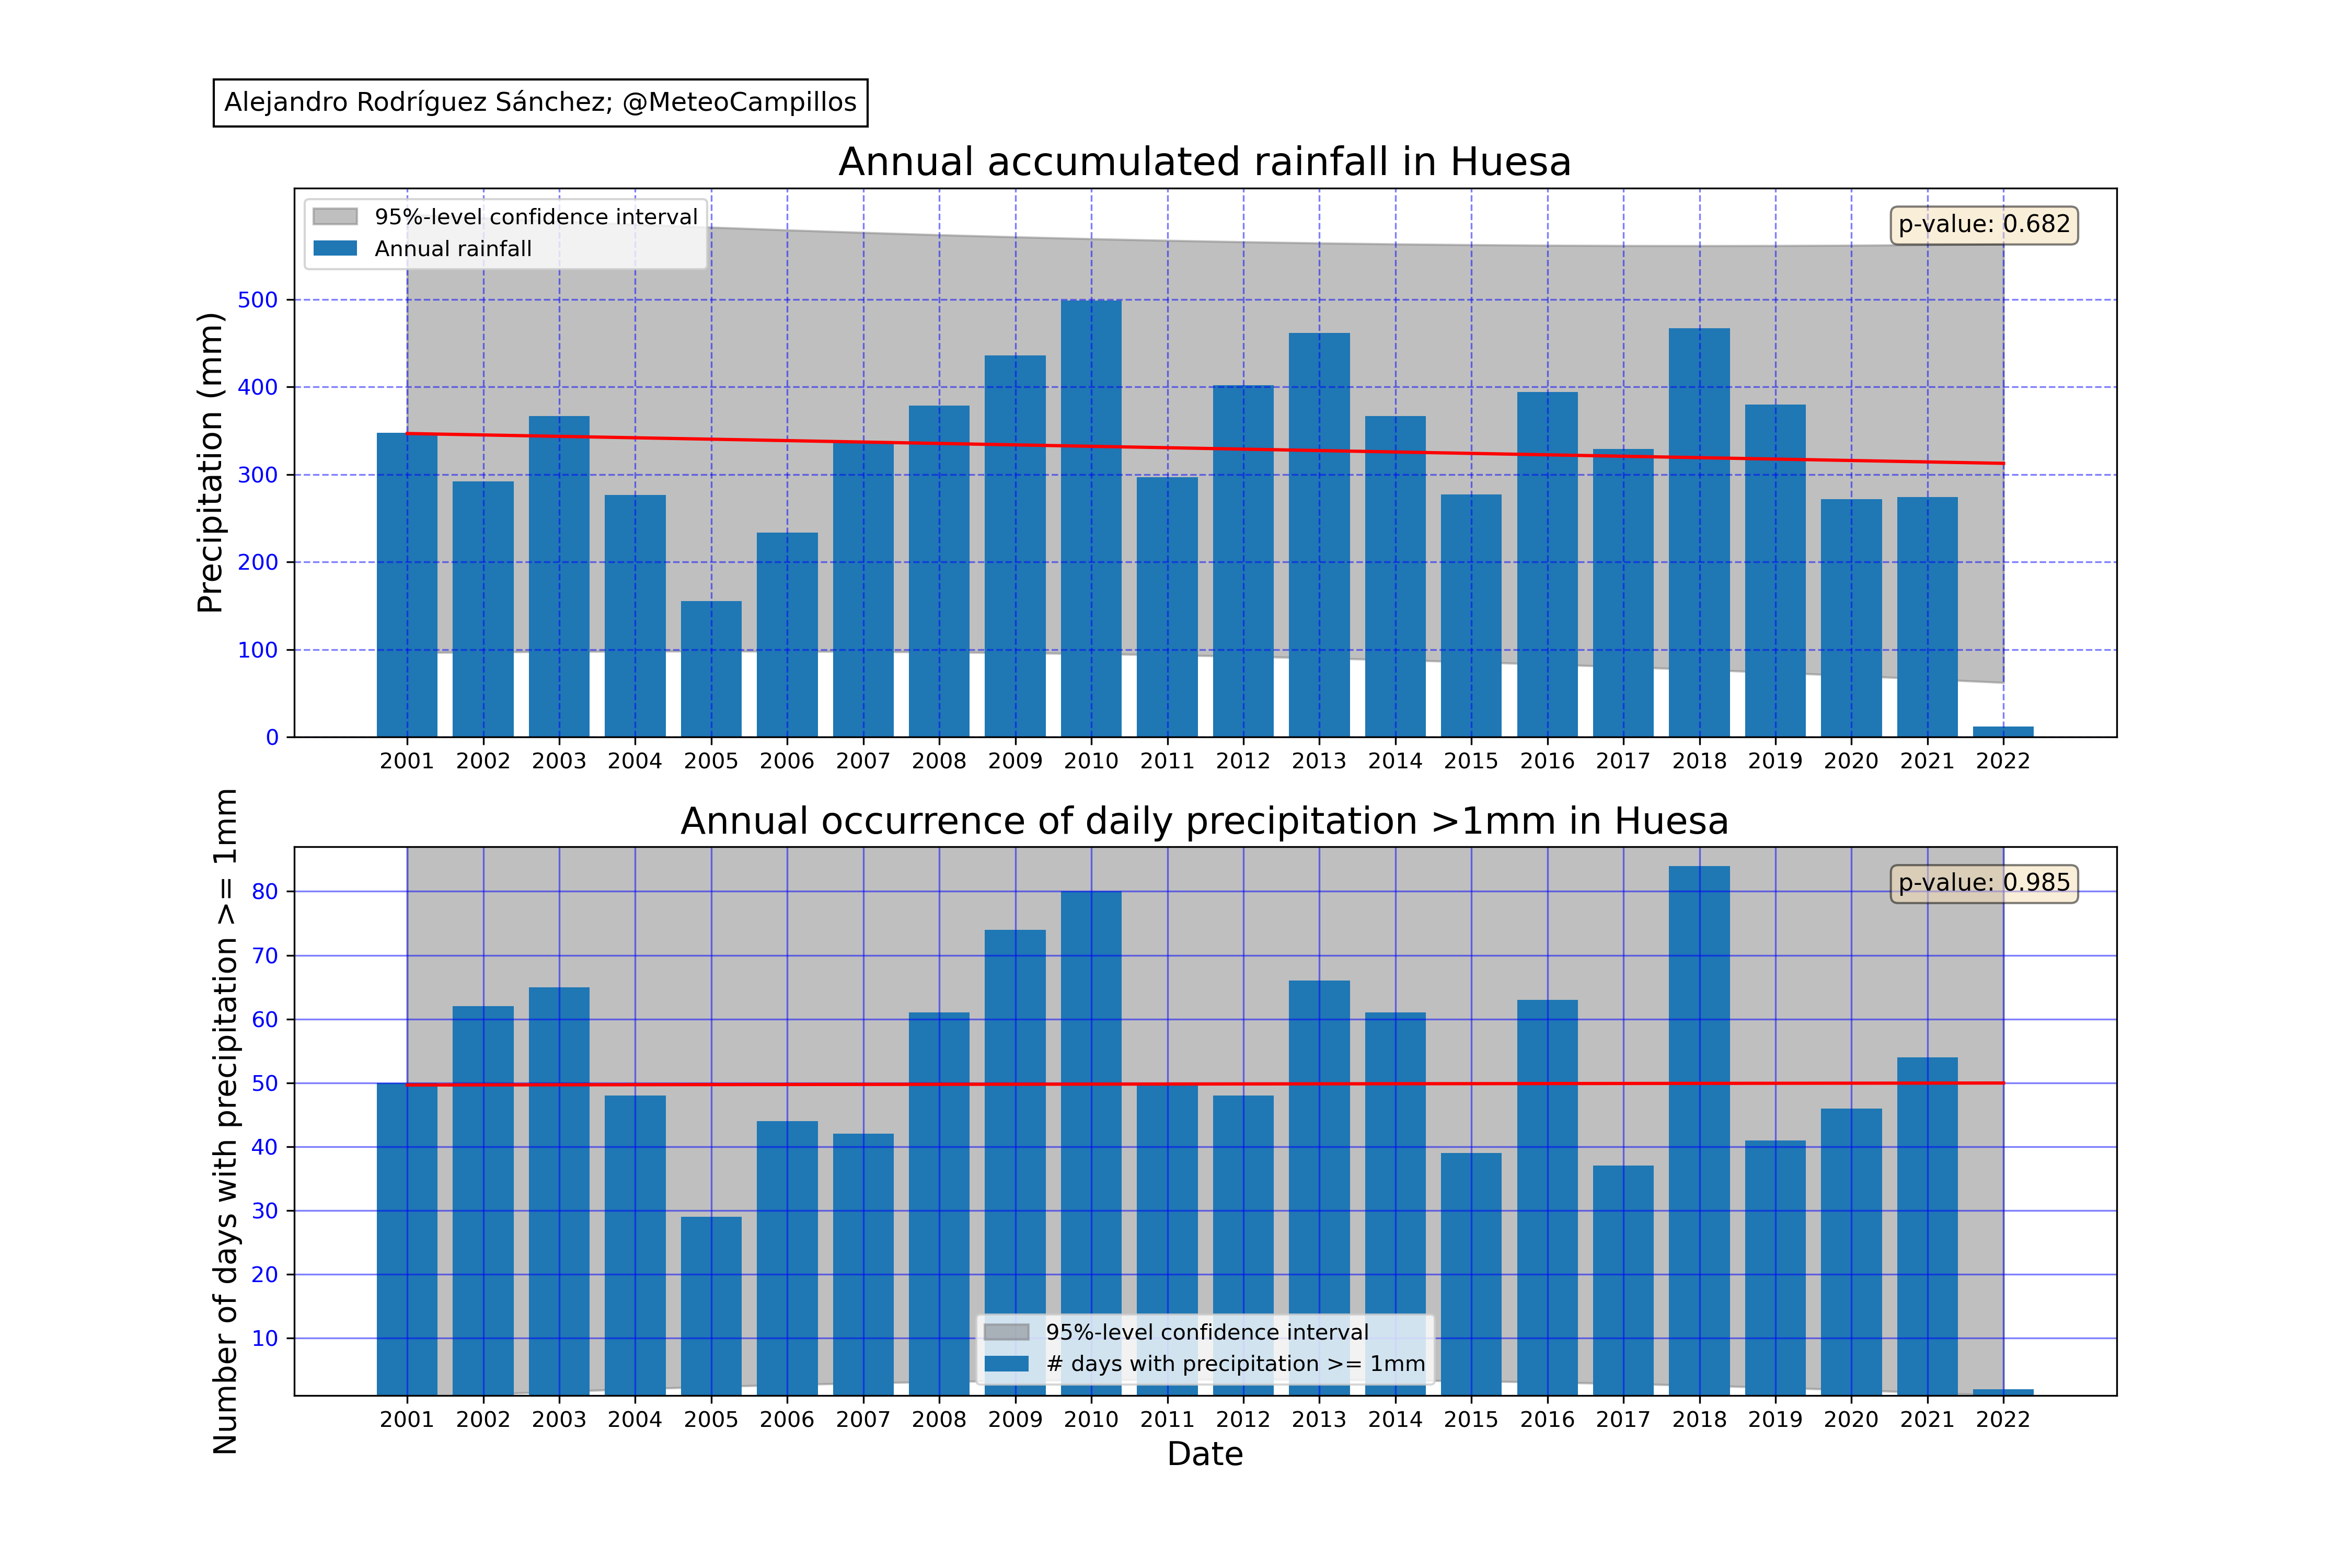 Alejandro Rodríguez Sánchez; @MeteoCampillos
Annual accumulated rainfall in Huesa
95%-level confidence interval
Annual rainfall
p-value: 0.682
Precipitation (mm)
500
400
300
200
100
0
2001 2002 2003 2004 2005 2006 2007 2008 2009 2010 2011 2012 2013 2014 2015 2016 2017 2018 2019 2020 2021 2022
Annual occurrence of daily precipitation >1mm in Huesa
p-value: 0.985
Number of days with precipitation >= 1mm
80
70
60
50
40
30
20
10
95%-level confidence interval
# days with precipitation >= 1mm
2001 2002 2003 2004 2005 2006 2007 2008 2009 2010 2011 2012 2013 2014 2015 2016 2017 2018 2019 2020 2021 2022
Date